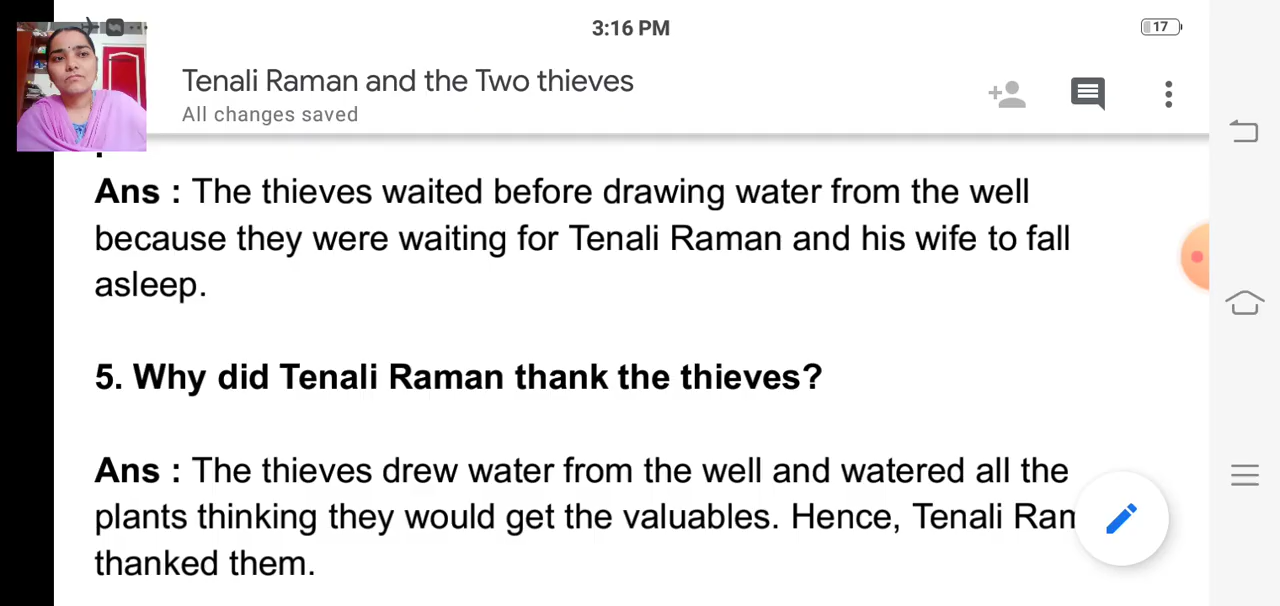 3:16 PM
17
Tenali Raman and the Two thieves
All changes saved
Ans : The thieves waited before drawing water from the well
because they were waiting for Tenali Raman and his wife to fall
asleep.
5. Why did Tenali Raman thank the thieves?
Ans : The thieves drew water from the well and watered all the
plants thinking they would get the valuables. Hence, Tenali Ram
thanked them.